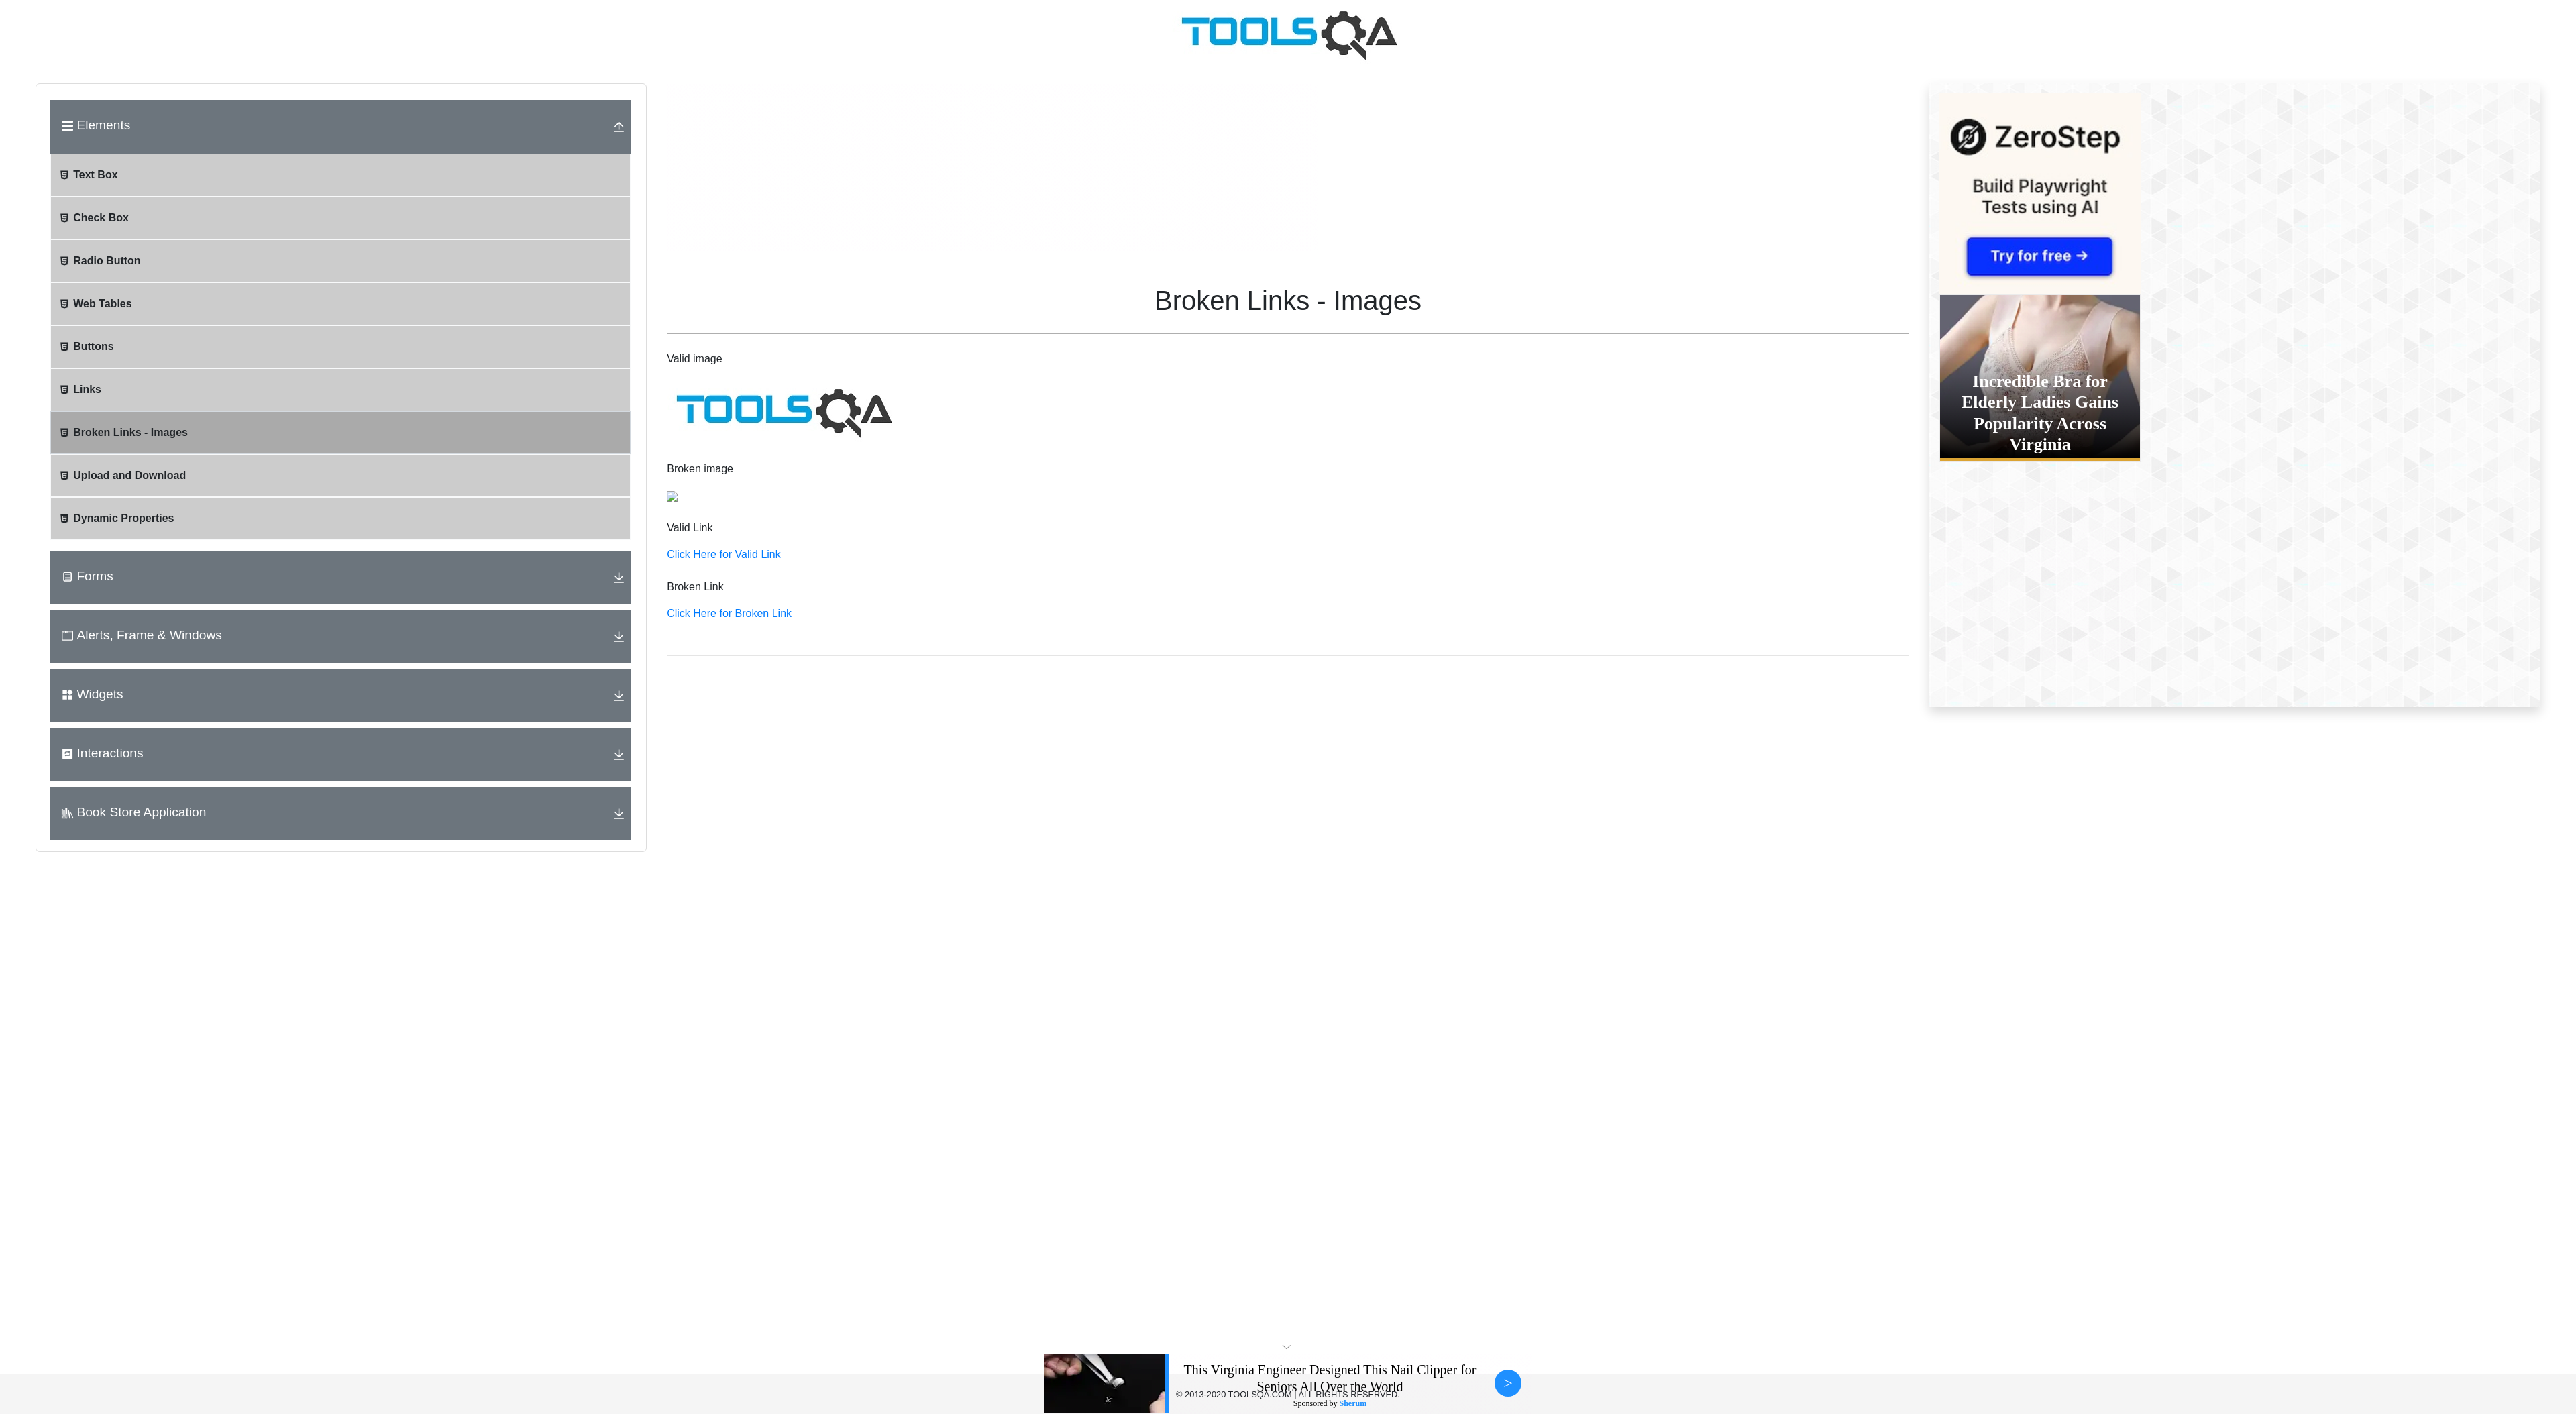 TOOLSQA
Elements
Text Box
Check Box
Radio Button
Web Tables
Buttons
Links
Broken Links - Images
Upload and Download
Dynamic Properties
Forms
Alerts, Frame & Windows
Widgets
Interactions
Book Store Application
Broken Links - Images
Valid image
TOOLSQA
Broken image
Valid Link
Click Here for Valid Link
Broken Link
Click Here for Broken Link
ZeroStep
Build Playwright
Tests using AI
Try for free →
Incredible Bra for
Elderly Ladies Gains
Popularity Across
Virginia
This Virginia Engineer Designed This Nail Clipper for
Seniors All Over the World
© 2013-2020 TOOLSQA.COM | ALL RIGHTS RESERVED.
Sponsored by Sherum
>